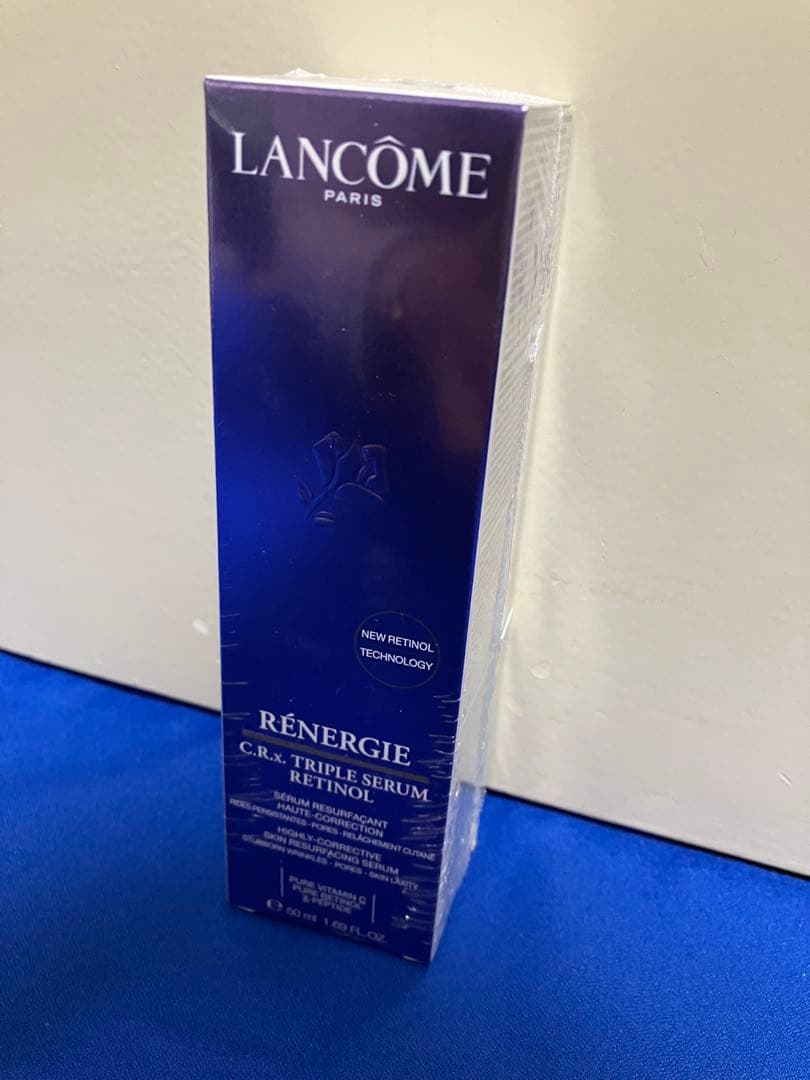 LANCÔME
PARIS
NEW RETINOL
TECHNOLOGY
RÉNERGIE
C.R.x. TRIPLE SERUM
RETINOL
SÉRUM RESURFAÇANT
HAUTE-CORRECTION
RIDES PERSISTANTES - PORES - RELÂCHEMENT CUTANÉ
HIGHLY-CORRECTIVE
SKIN RESURFACING SERUM
STUBBORN WRINKLES - PORES - SKIN LAXITY
PURE VITAMIN C
PURE RETINOL
& PEPTIDE
℮ 50 ml 1.69 FL.OZ.